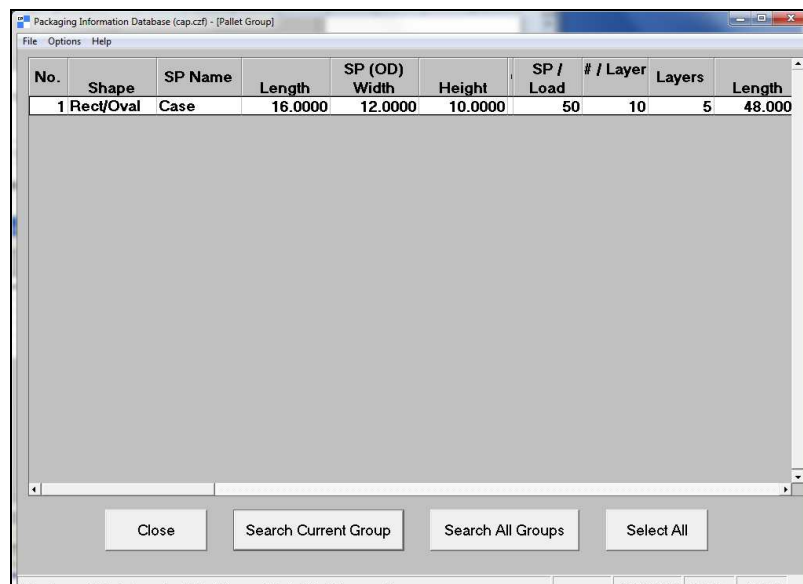 Packaging Information Database (cap.czf) - [Pallet Group]
File Options Help
No. Shape SP Name Length SP (OD) Width Height SP / Load # / Layer Layers Length
1 Rect/Oval Case 16.0000 12.0000 10.0000 50 10 5 48.000
Close Search Current Group Search All Groups Select All